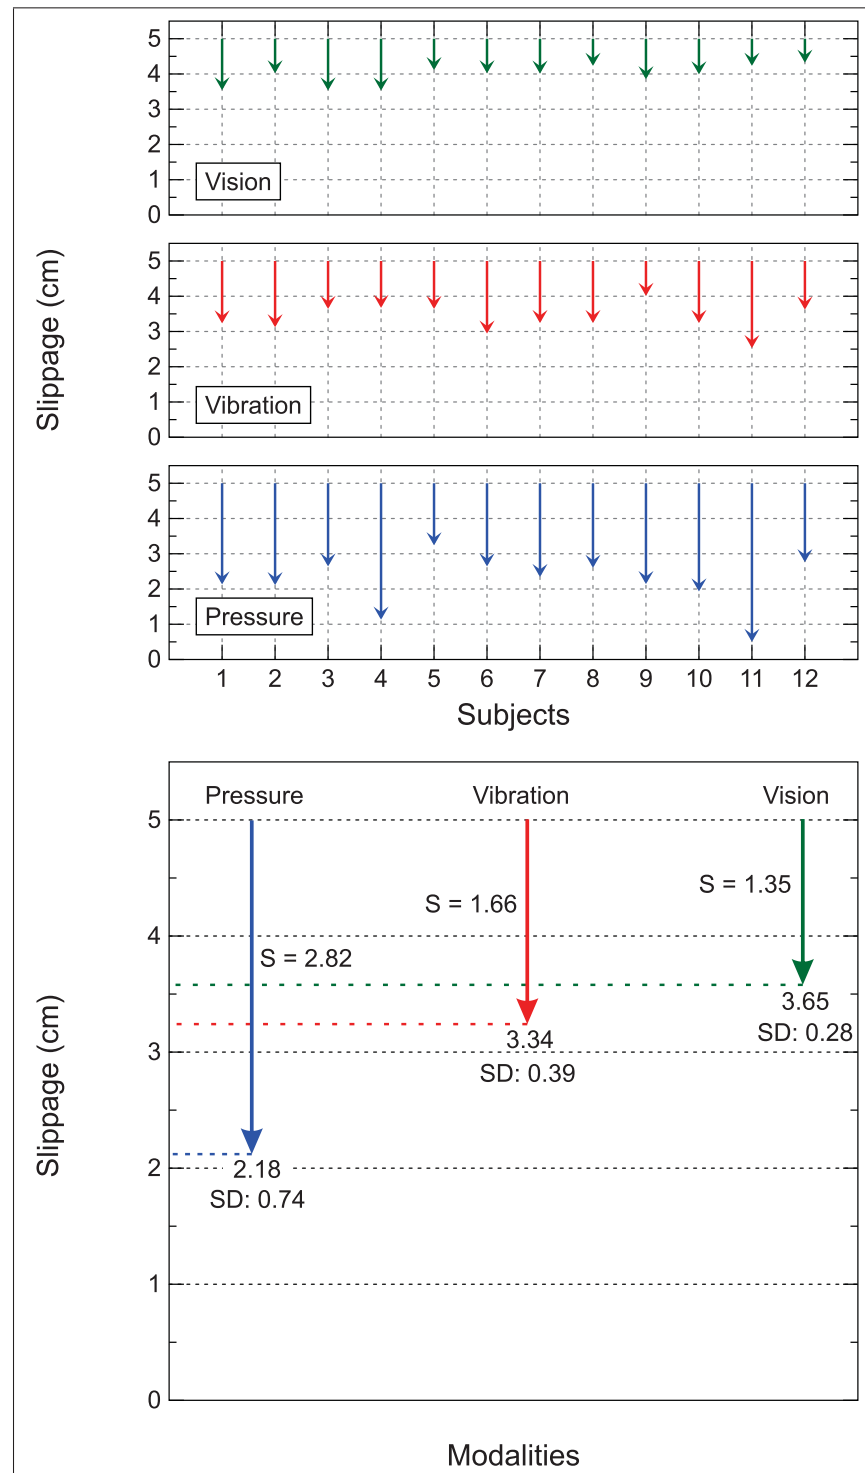 5
4
3
2
1
0
Vision
5
4
3
2
1
0
Vibration
5
4
3
2
1
0
Pressure
Slippage (cm)
1 2 3 4 5 6 7 8 9 10 11 12
Subjects
Pressure Vibration Vision
5
4
3
2
1
0
S = 2.82
S = 1.66
S = 1.35
2.18
SD: 0.74
3.34
SD: 0.39
3.65
SD: 0.28
Slippage (cm)
Modalities